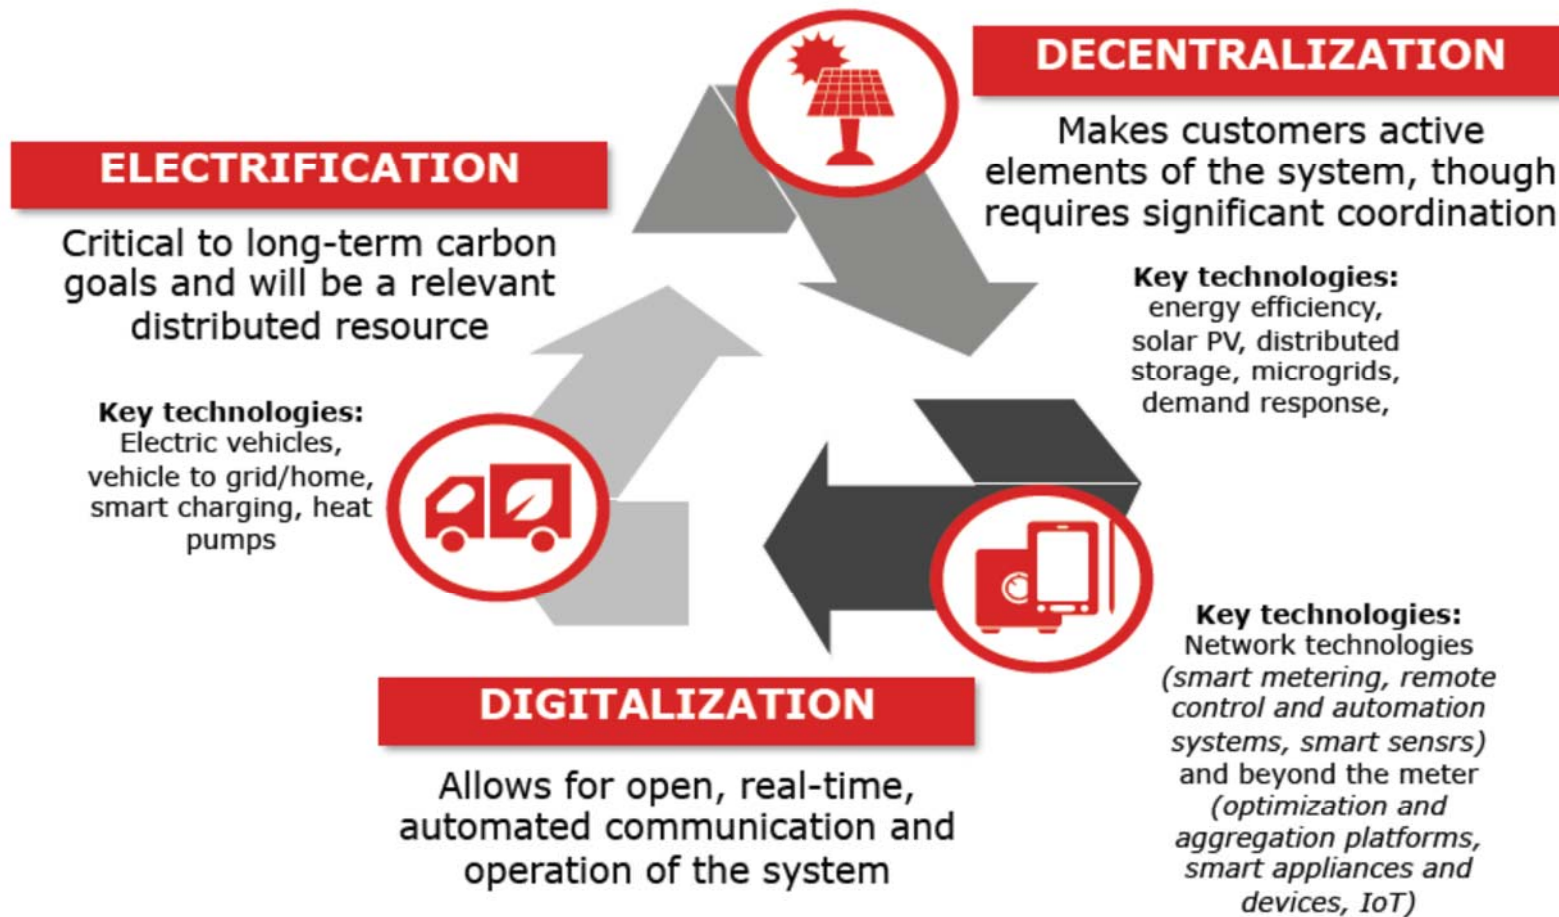 ELECTRIFICATION
Critical to long-term carbon
goals and will be a relevant
distributed resource
Key technologies:
Electric vehicles,
vehicle to grid/home,
smart charging, heat
pumps
DECENTRALIZATION
Makes customers active
elements of the system, though
requires significant coordination
Key technologies:
energy efficiency,
solar PV, distributed
storage, microgrids,
demand response,
DIGITALIZATION
Allows for open, real-time,
automated communication and
operation of the system
Key technologies:
Network technologies
(smart metering, remote
control and automation
systems, smart sensrs)
and beyond the meter
(optimization and
aggregation platforms,
smart appliances and
devices, IoT)